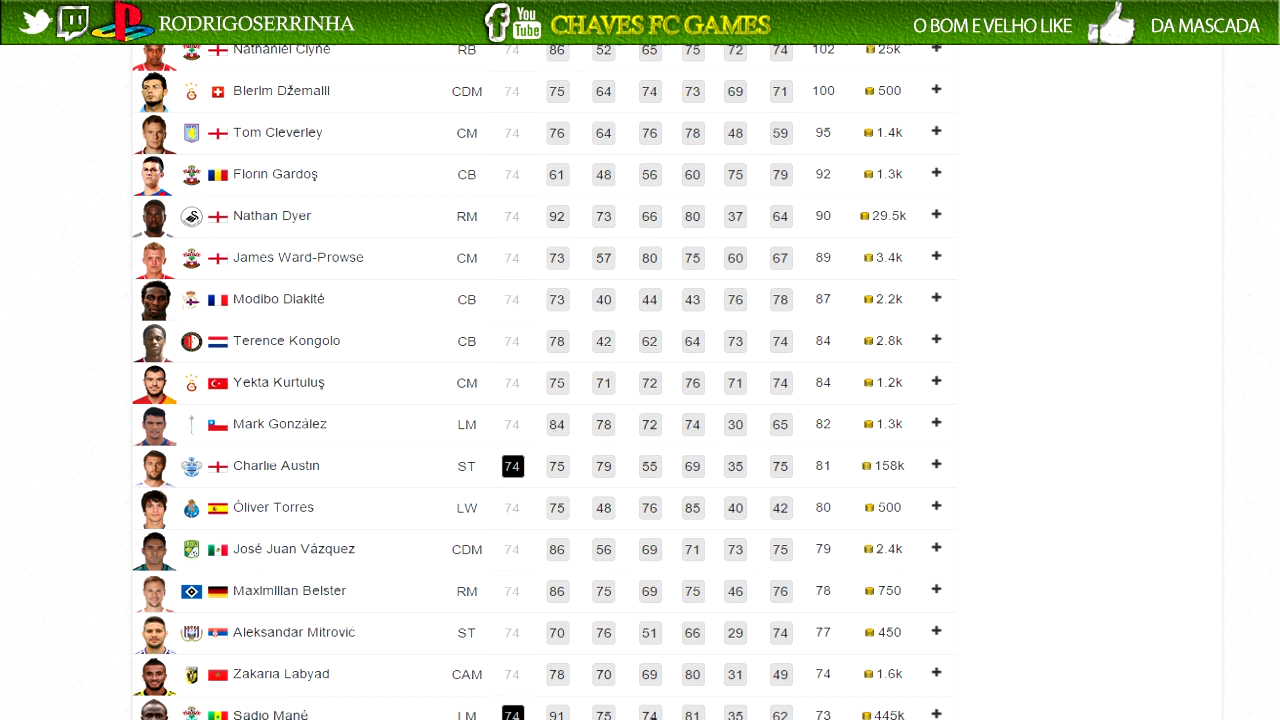 RODRIGOSERRINHA You Tube CHAVES FC GAMES O BOM E VELHO LIKE DA MASCADA
Nathaniel Clyne RB 74 86 52 65 75 72 74 102 25k +
Blerim Džemaili CDM 74 75 64 74 73 69 71 100 500 +
Tom Cleverley CM 74 76 64 76 78 48 59 95 1.4k +
Florin Gardoş CB 74 61 48 56 60 75 79 92 1.3k +
Nathan Dyer RM 74 92 73 66 80 37 64 90 29.5k +
James Ward-Prowse CM 74 73 57 80 75 60 67 89 3.4k +
Modibo Diakité CB 74 73 40 44 43 76 78 87 2.2k +
Terence Kongolo CB 74 78 42 62 64 73 74 84 2.8k +
Yekta Kurtuluş CM 74 75 71 72 76 71 74 84 1.2k +
Mark González LM 74 84 78 72 74 30 65 82 1.3k +
Charlie Austin ST 74 75 79 55 69 35 75 81 158k +
Óliver Torres LW 74 75 48 76 85 40 42 80 500 +
José Juan Vázquez CDM 74 86 56 69 71 73 75 79 2.4k +
Maximilian Beister RM 74 86 75 69 75 46 76 78 750 +
Aleksandar Mitrović ST 74 70 76 51 66 29 74 77 450 +
Zakaria Labyad CAM 74 78 70 69 80 31 49 74 1.6k +
Sadio Mané LM 74 91 75 74 81 35 62 73 445k +